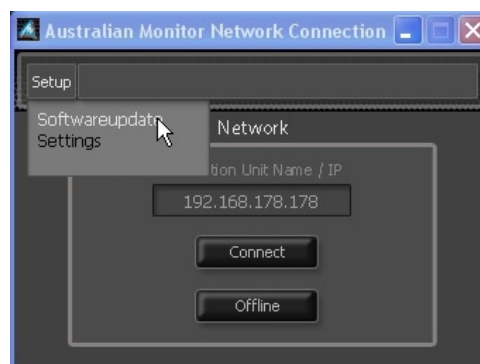 Australian Monitor Network Connection
Setup
Softwareupdate
Settings
Network
tion Unit Name / IP
192.168.178.178
Connect
Offline